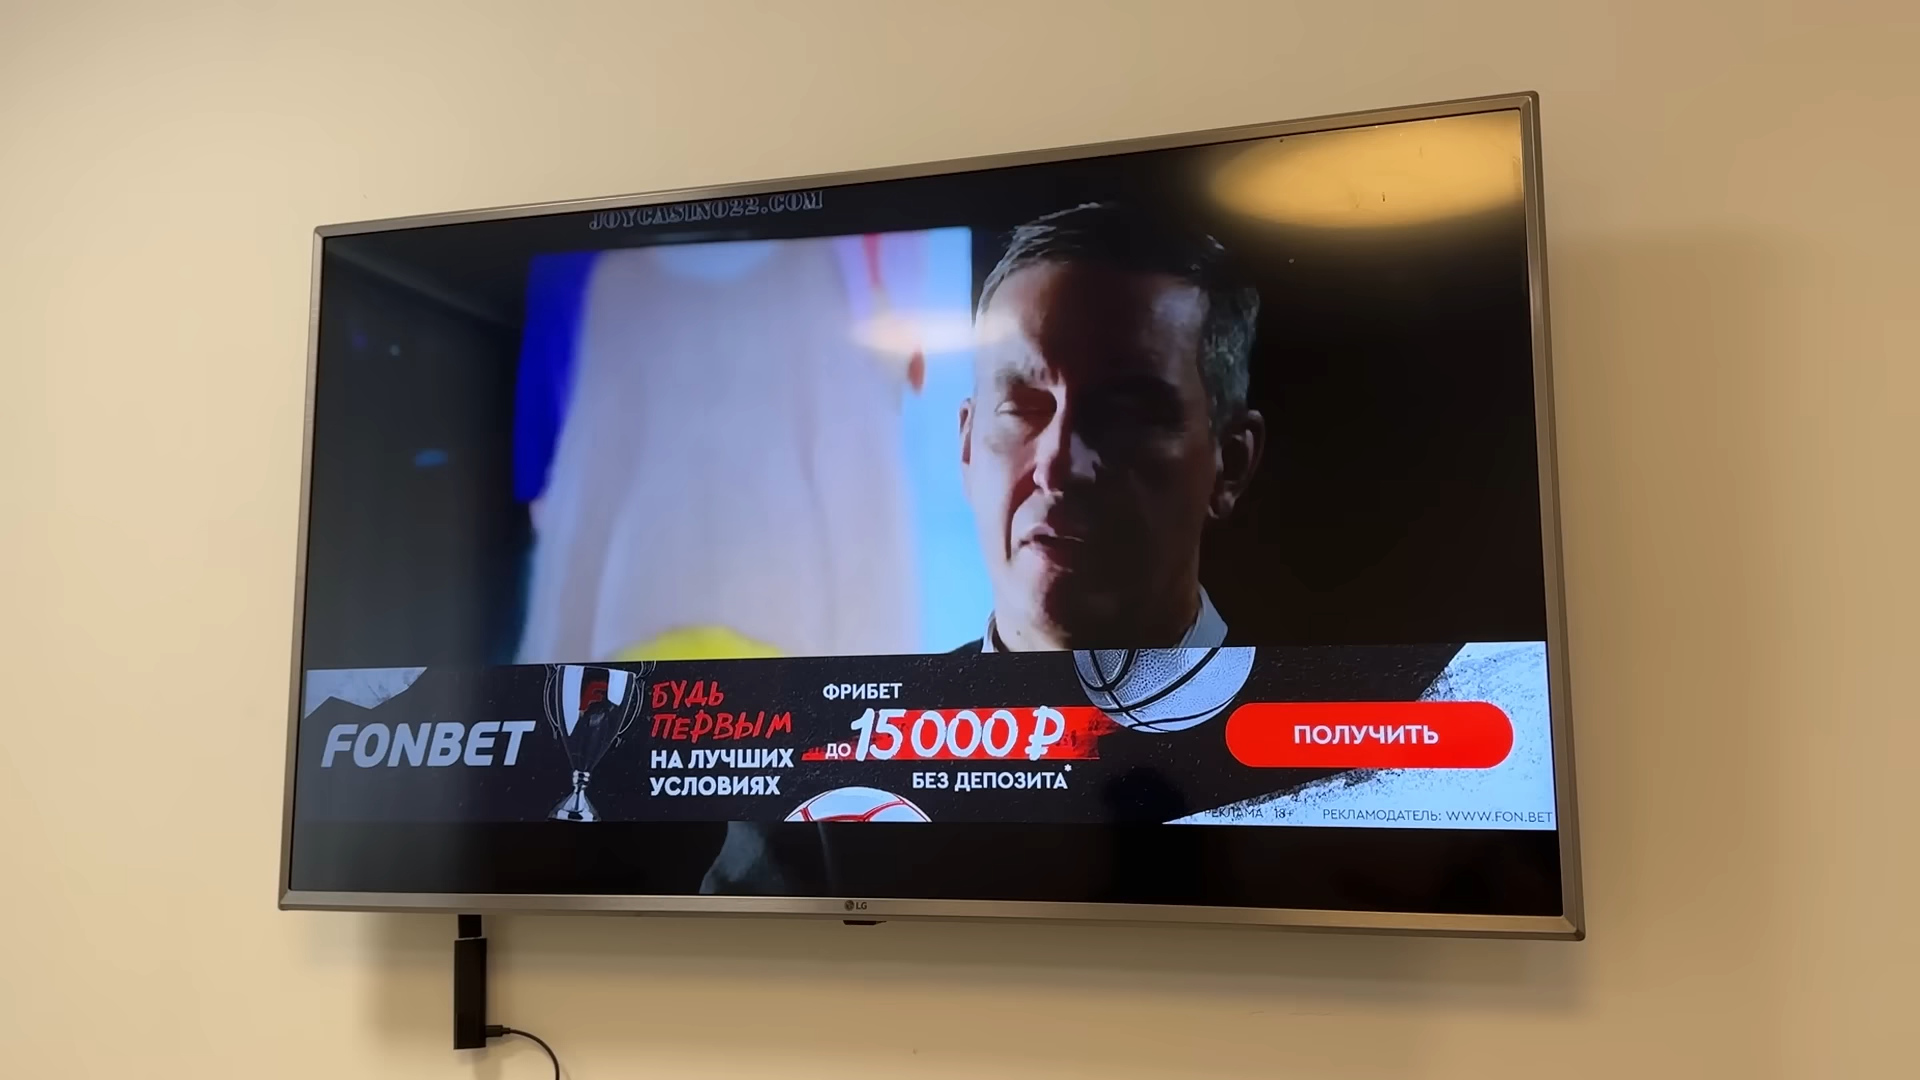 JOYCASINO22.COM
FONBET
БУДЬ
ПЕРВЫМ
НА ЛУЧШИХ
УСЛОВИЯХ
ФРИБЕТ
ДО 15 000 ₽
БЕЗ ДЕПОЗИТА*
ПОЛУЧИТЬ
РЕКЛАМА 18+ РЕКЛАМОДАТЕЛЬ: WWW.FON.BET
LG